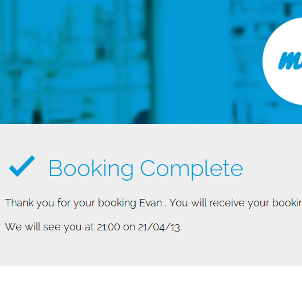 Booking Complete
Thank you for your booking Evan . You will receive your
We will see you at 21:00 on 21/04/13.